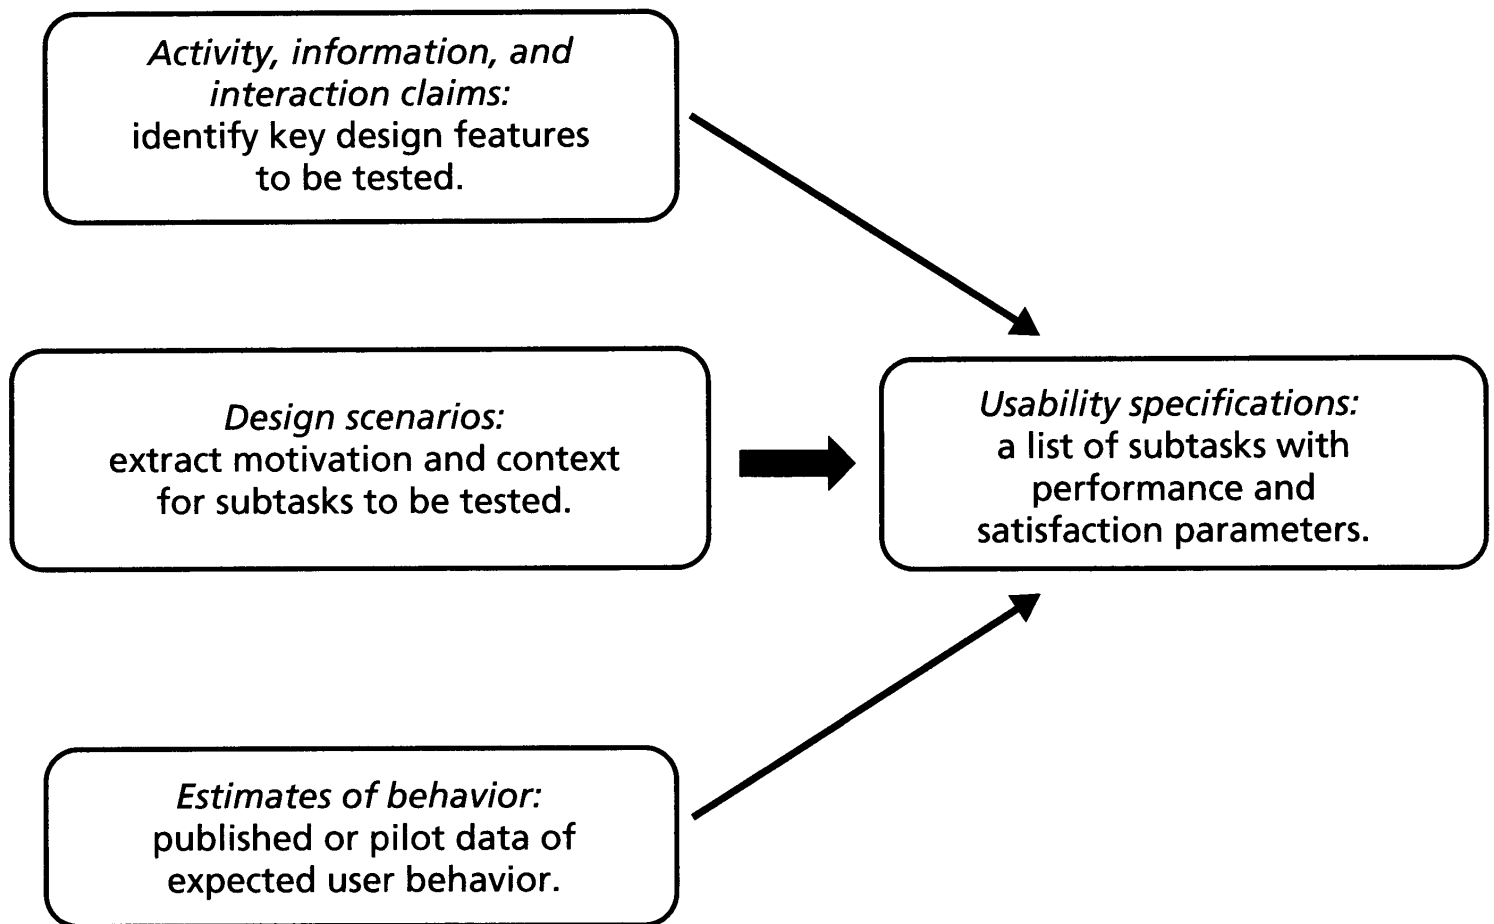 Activity, information, and
interaction claims:
identify key design features
to be tested.
Design scenarios:
extract motivation and context
for subtasks to be tested.
Usability specifications:
a list of subtasks with
performance and
satisfaction parameters.
Estimates of behavior:
published or pilot data of
expected user behavior.